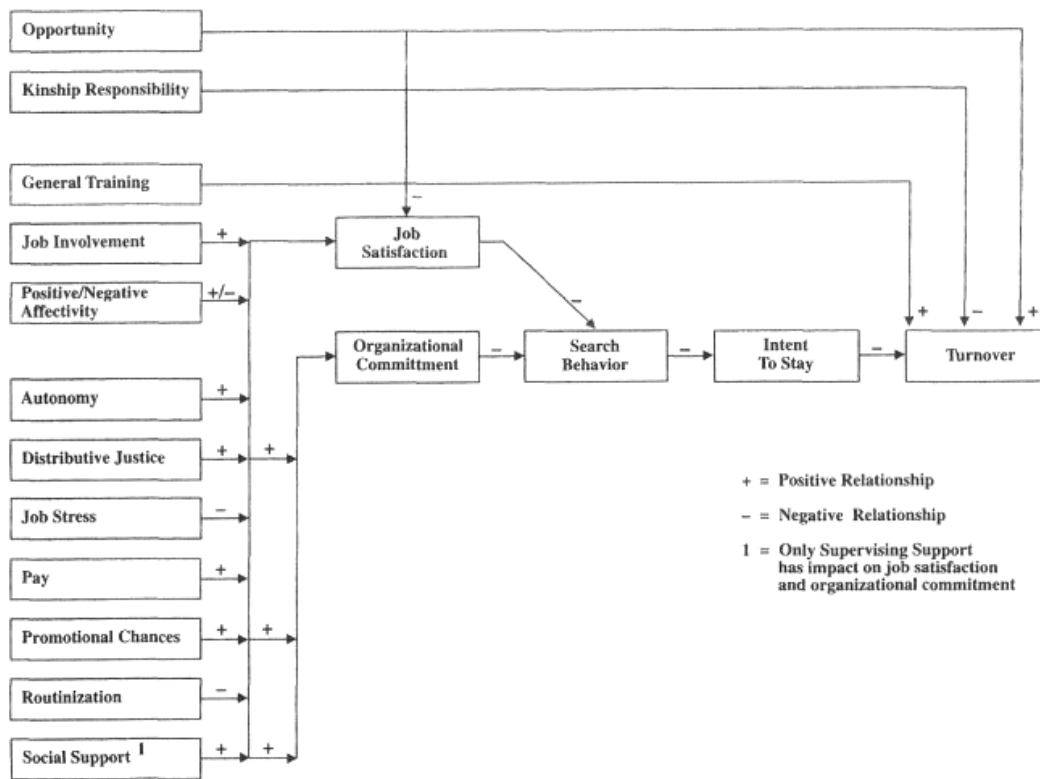 Opportunity
Kinship Responsibility
General Training
Job Involvement
Positive/Negative
Affectivity
Autonomy
Distributive Justice
Job Stress
Pay
Promotional Chances
Routinization
Social Support 1
+
+/−
+
+
−
+
+
−
+
+
+
+
−
Job
Satisfaction
−
Organizational
Committment
−
Search
Behavior
−
Intent
To Stay
−
+
−
+
Turnover
+ = Positive Relationship
− = Negative Relationship
1 = Only Supervising Support
has impact on job satisfaction
and organizational commitment